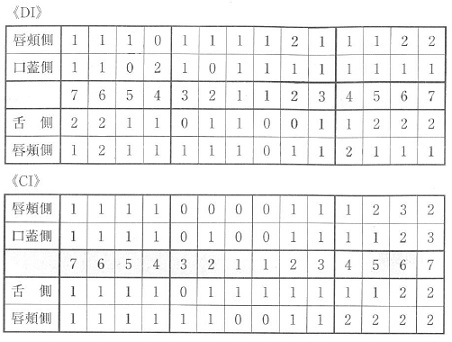 《DI》
唇頰側 1 1 1 0 1 1 1 1 2 1 1 1 2 2
口蓋側 1 1 0 2 1 0 1 1 1 1 1 1 1 1
7 6 5 4 3 2 1 1 2 3 4 5 6 7
舌 側 2 2 1 1 0 1 1 0 0 1 1 2 2 2
唇頰側 1 2 1 1 1 1 1 0 1 1 2 1 1 1
《CI》
唇頰側 1 1 1 1 0 0 0 0 1 1 1 2 3 2
口蓋側 1 1 1 1 0 1 0 0 1 1 1 1 2 3
7 6 5 4 3 2 1 1 2 3 4 5 6 7
舌 側 1 1 1 1 0 1 1 1 1 1 1 1 2 2
唇頰側 1 1 1 1 1 1 0 0 1 1 2 2 2 2